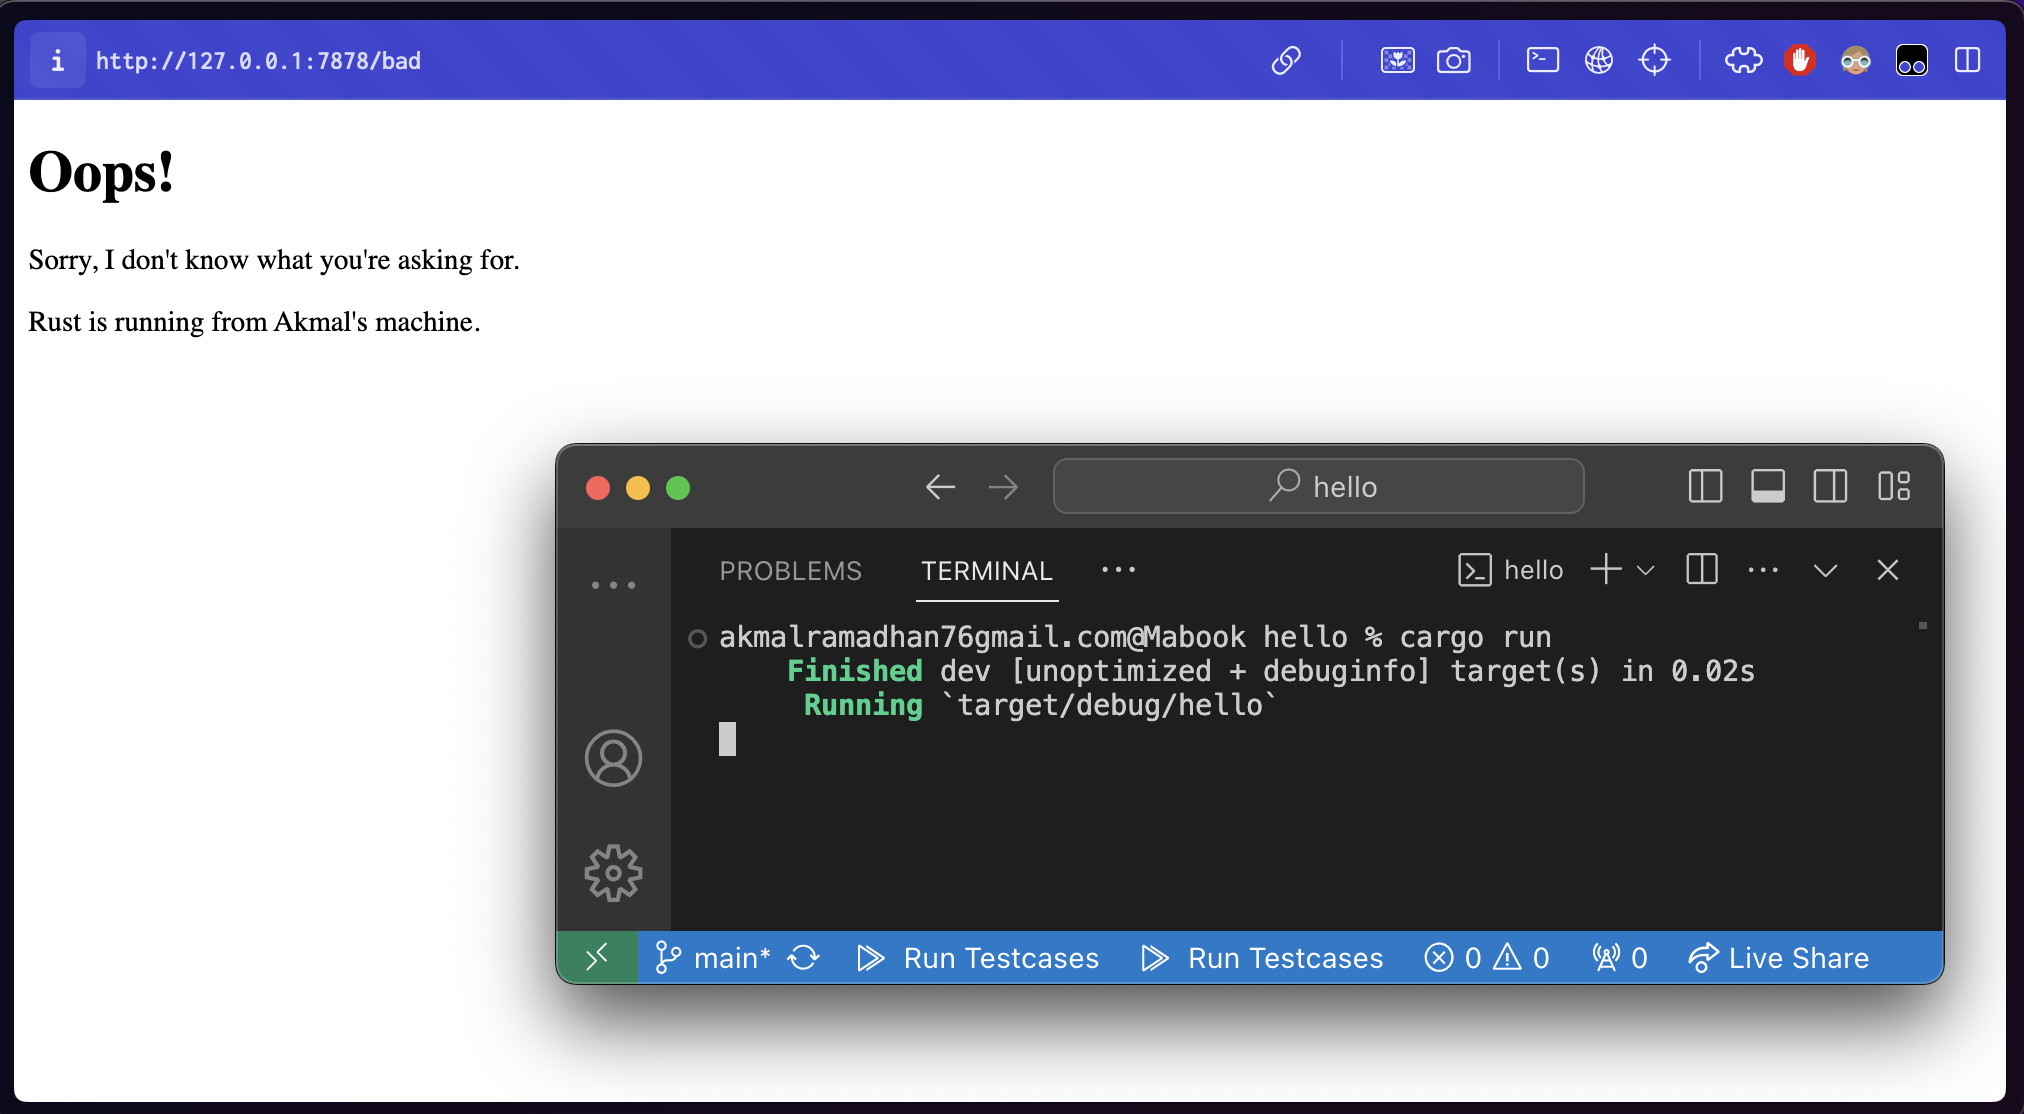 http://127.0.0.1:7878/bad
Oops!
Sorry, I don't know what you're asking for.
Rust is running from Akmal's machine.
hello
PROBLEMS TERMINAL ··· hello
akmalramadhan76gmail.com@Mabook hello % cargo run
Finished dev [unoptimized + debuginfo] target(s) in 0.02s
Running `target/debug/hello`
main* Run Testcases Run Testcases 0 0 0 Live Share